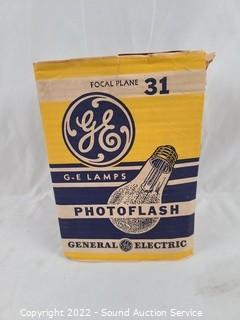 FOCAL PLANE 31
GE
G-E LAMPS
PHOTOFLASH
GENERAL GE ELECTRIC
Copyright 2022 - Sound Auction Service